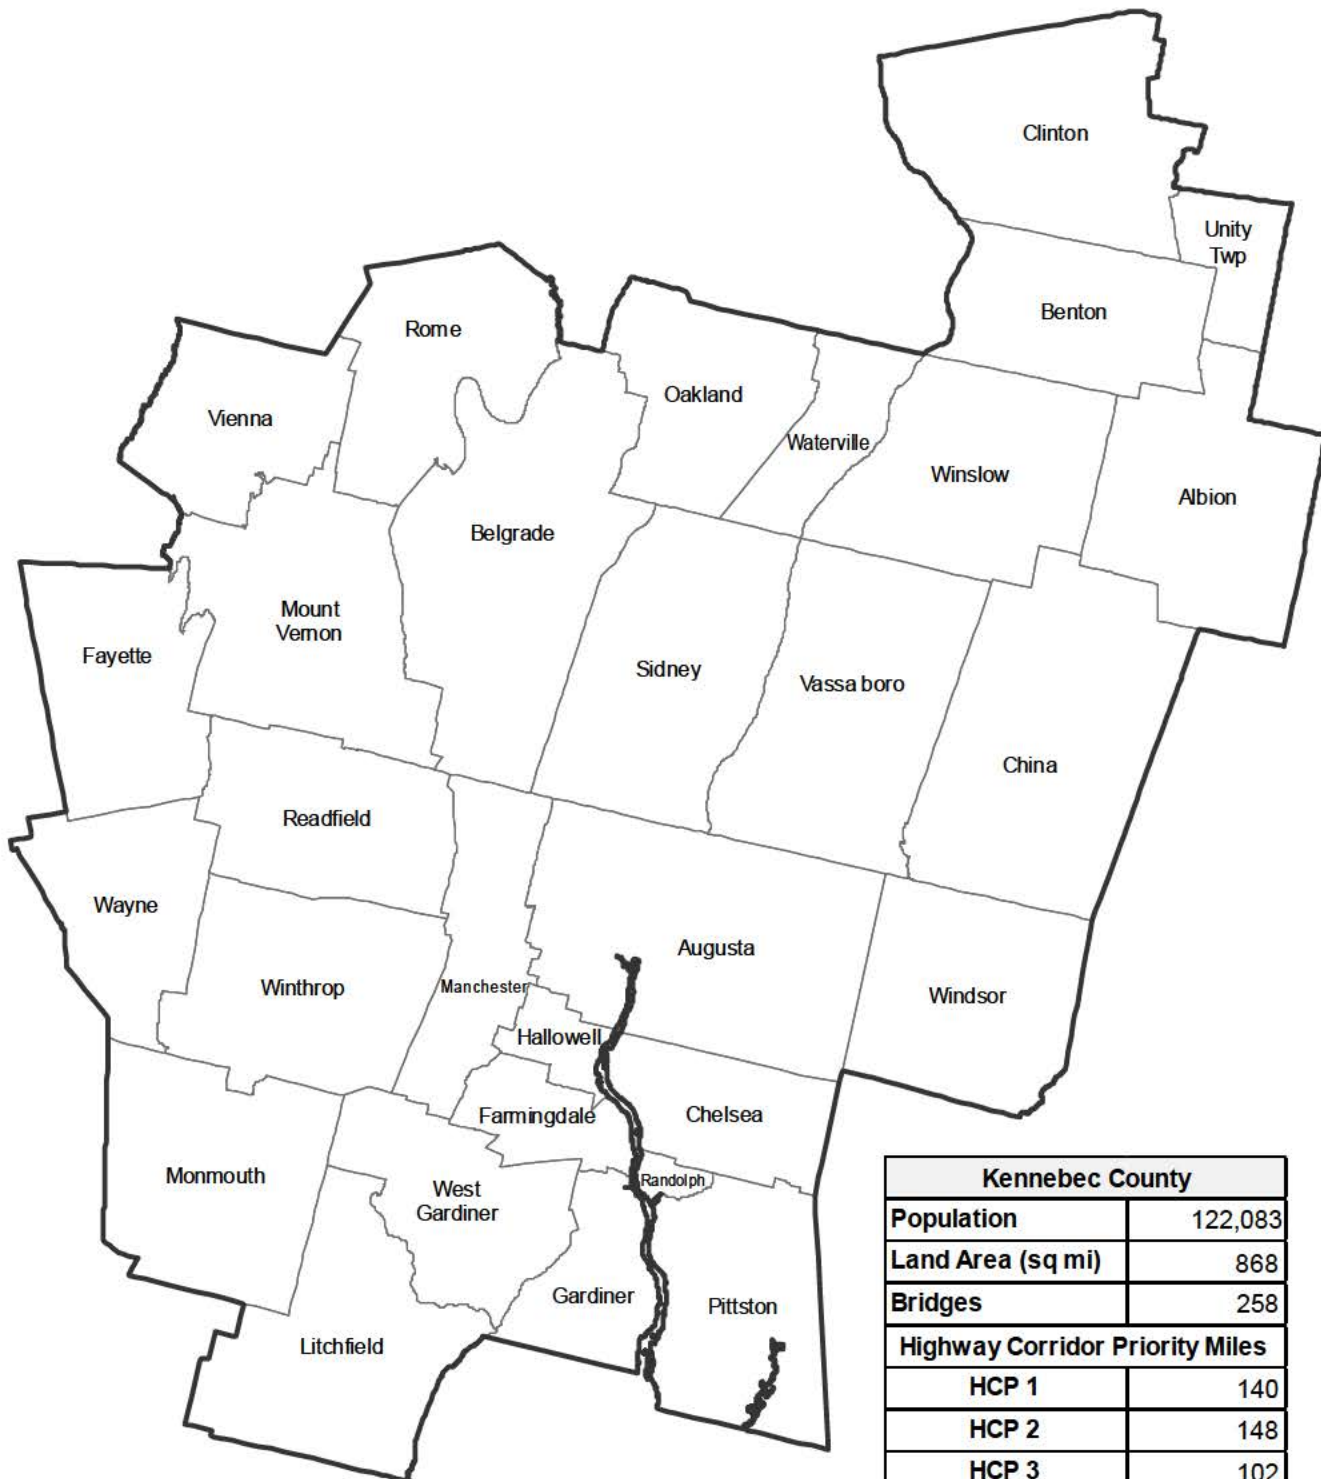 Clinton
Unity
Twp
Benton
Rome
Oakland
Vienna
Waterville
Winslow
Albion
Belgrade
Mount
Vernon
Fayette
Sidney
Vassa boro
China
Readfield
Wayne
Augusta
Winthrop
Manchester
Windsor
Hallowell
Farmingdale
Chelsea
Monmouth
West
Gardiner
Randolph
Gardiner
Pittston
Litchfield
Kennebec County
Population 122,083
Land Area (sq mi) 868
Bridges 258
Highway Corridor Priority Miles
HCP 1 140
HCP 2 148
HCP 3 102